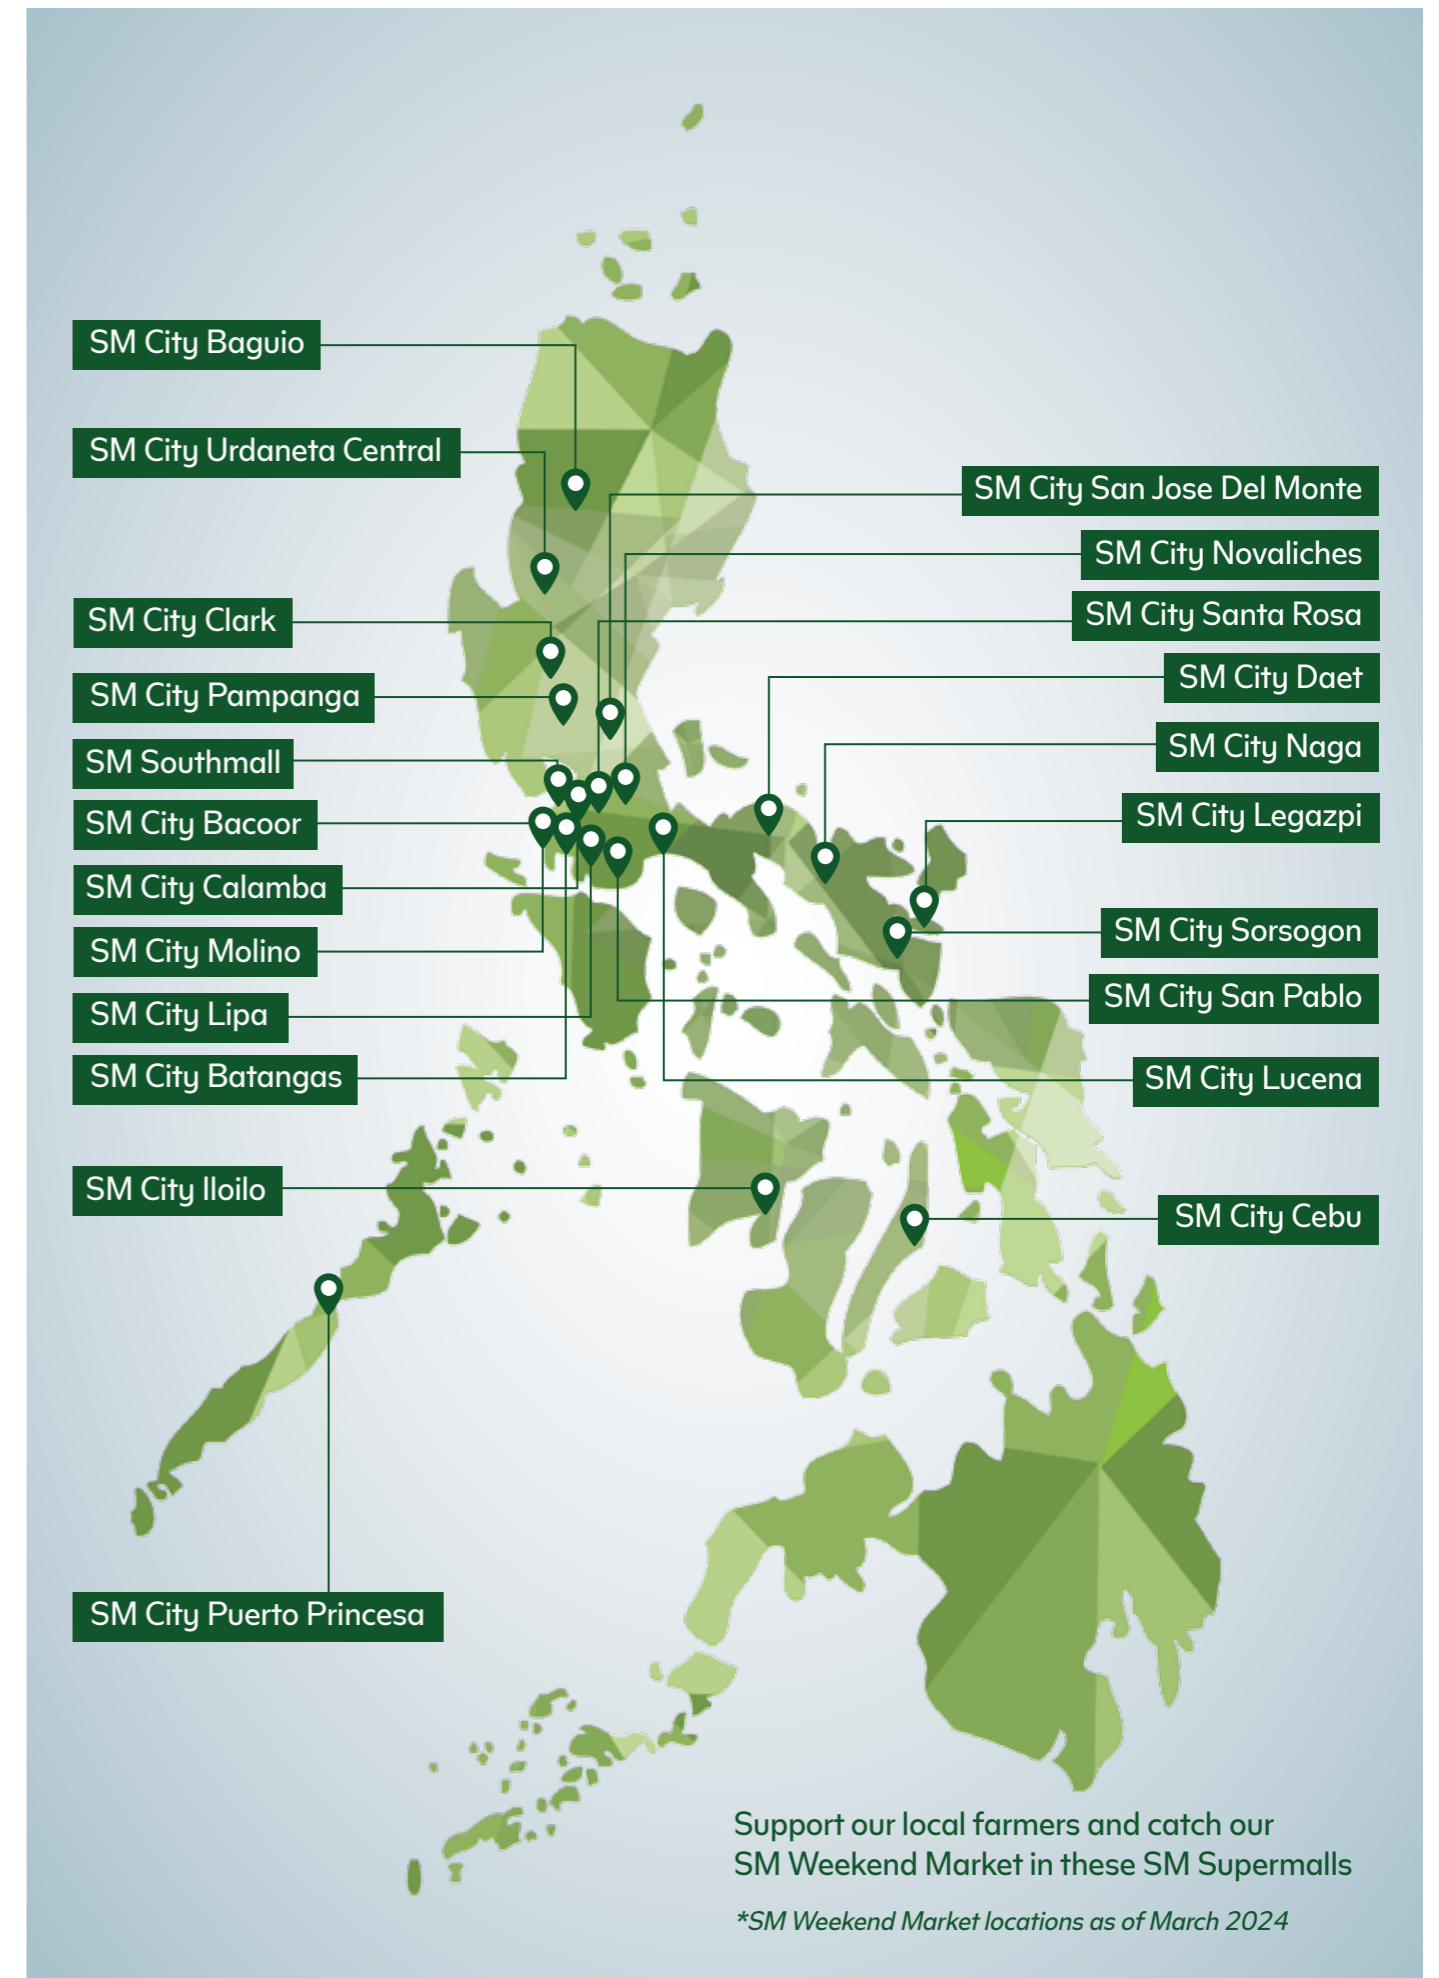 SM City Baguio
SM City Urdaneta Central
SM City Clark
SM City Pampanga
SM Southmall
SM City Bacoor
SM City Calamba
SM City Molino
SM City Lipa
SM City Batangas
SM City Iloilo
SM City Puerto Princesa
SM City San Jose Del Monte
SM City Novaliches
SM City Santa Rosa
SM City Daet
SM City Naga
SM City Legazpi
SM City Sorsogon
SM City San Pablo
SM City Lucena
SM City Cebu
Support our local farmers and catch our
SM Weekend Market in these SM Supermalls
*SM Weekend Market locations as of March 2024